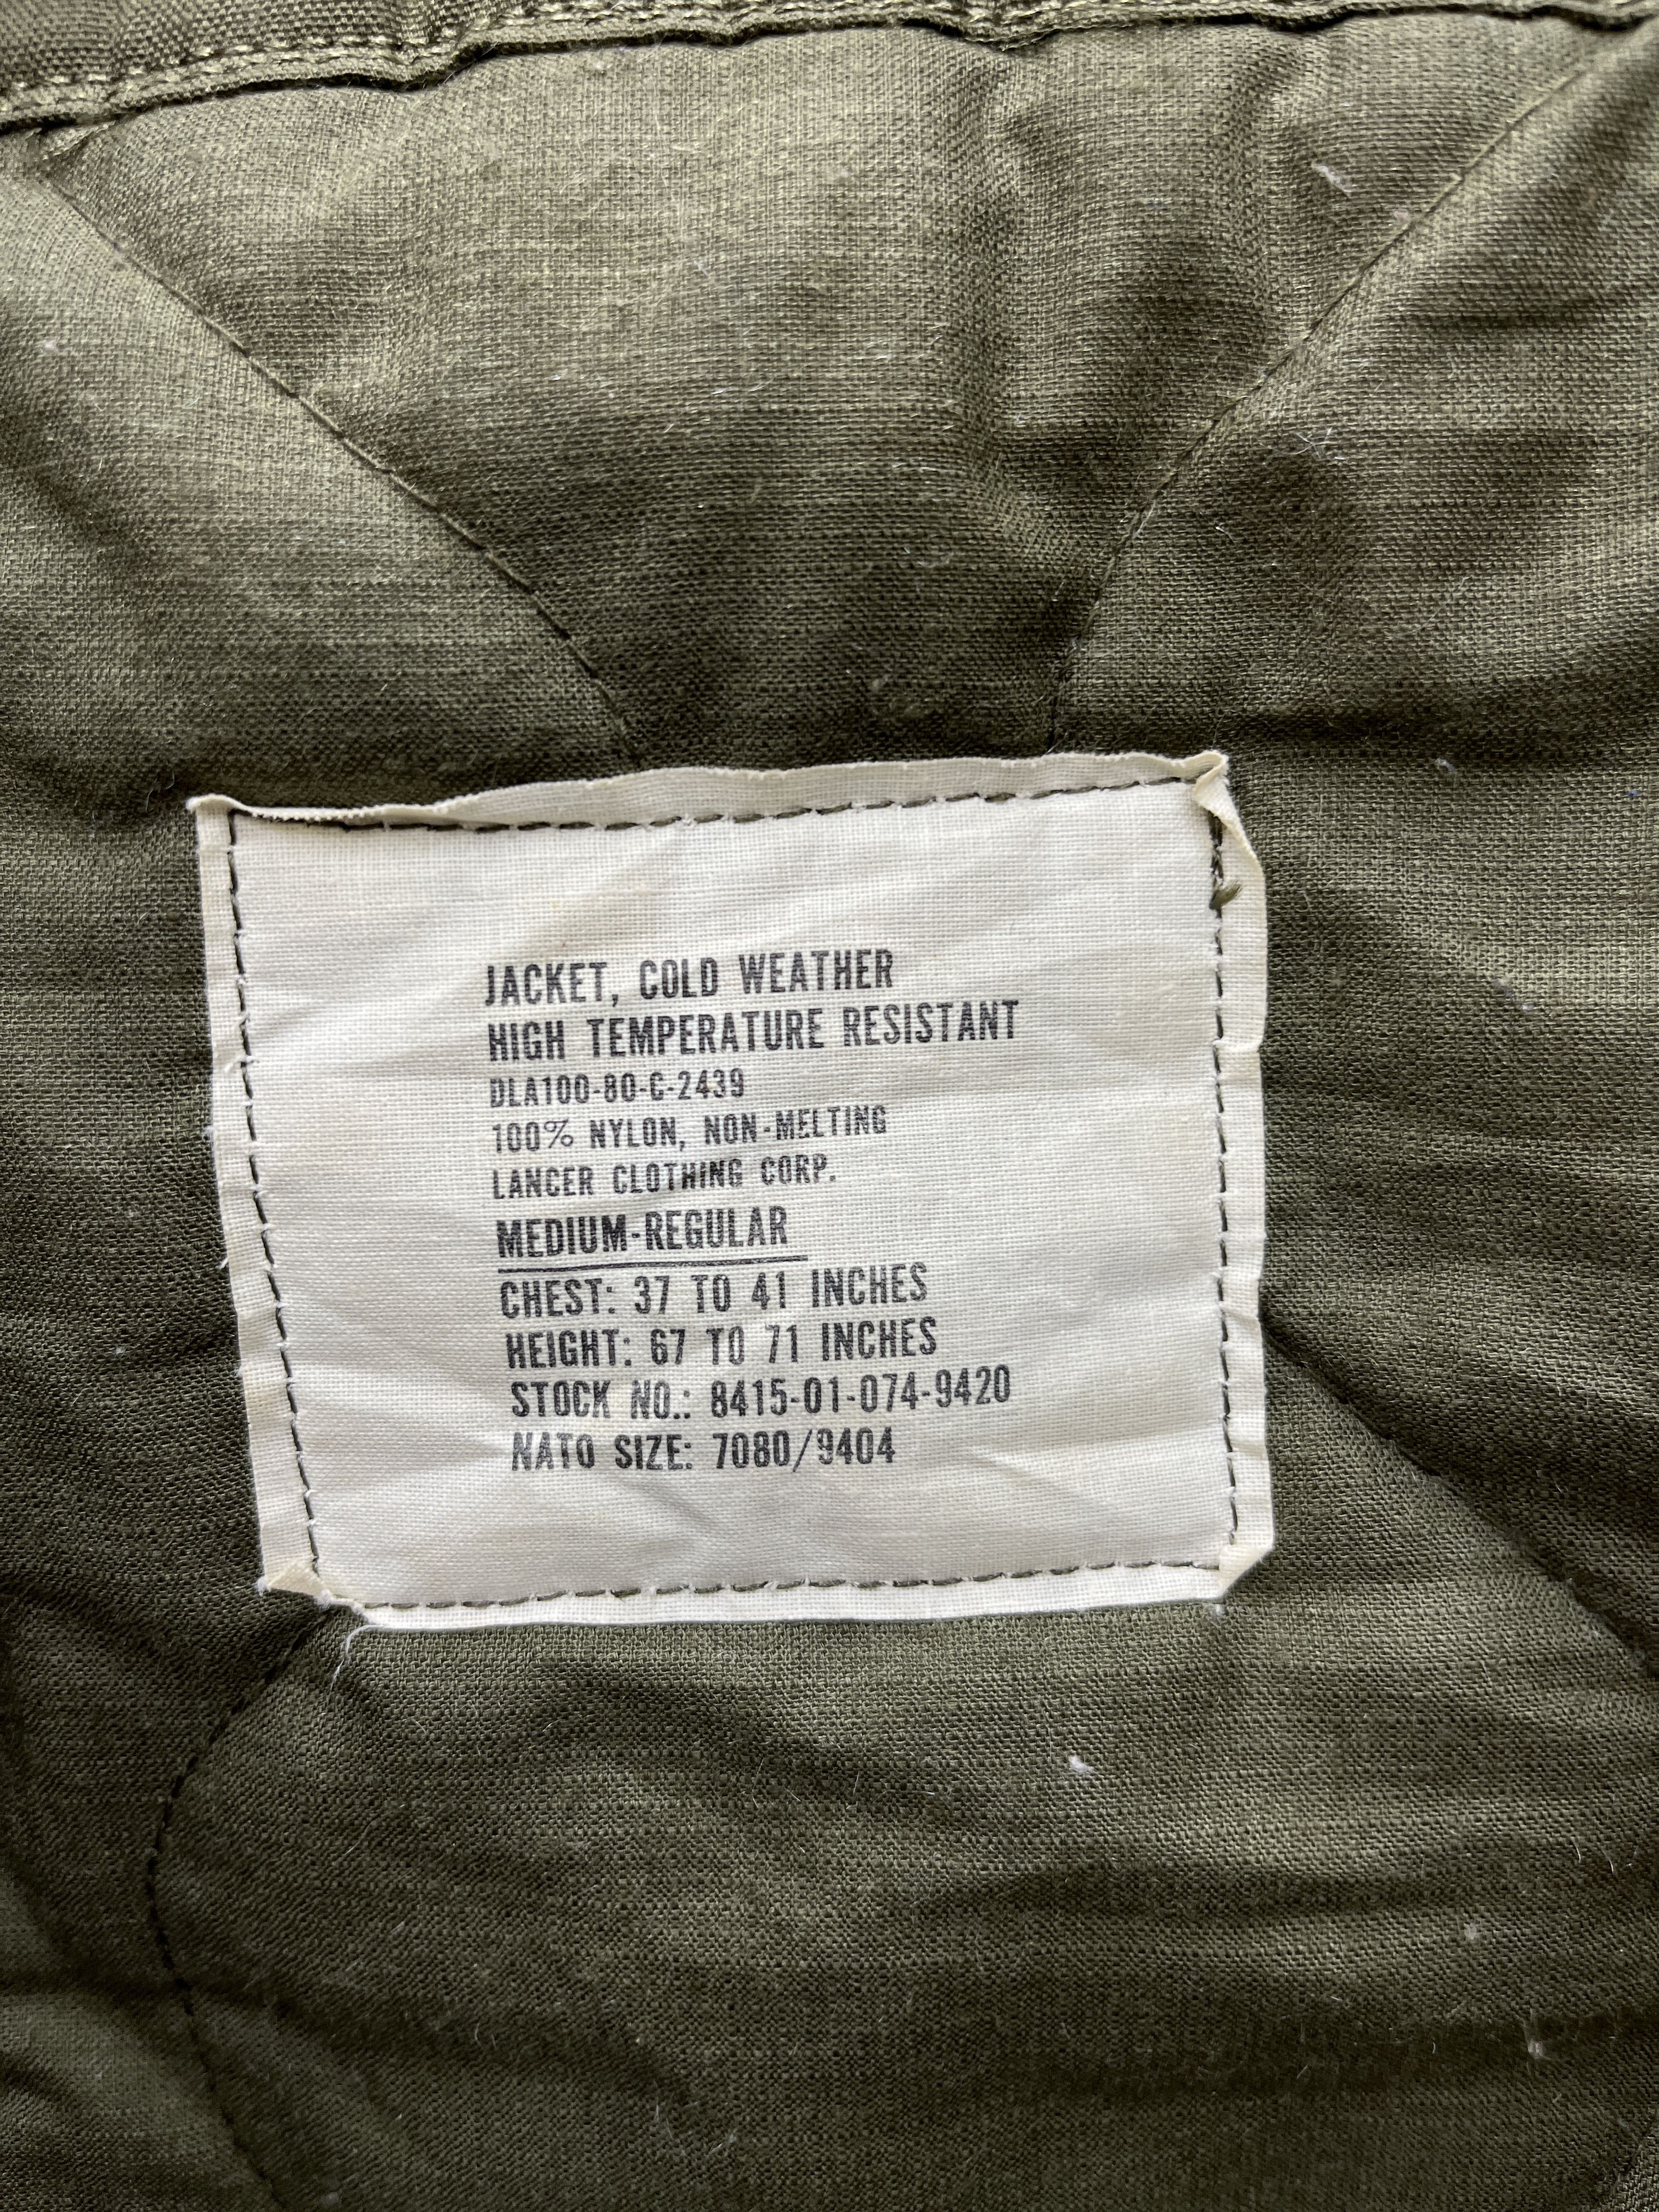 JACKET, COLD WEATHER
HIGH TEMPERATURE RESISTANT
DLA100-80-C-2439
100% NYLON, NON-MELTING
LANCER CLOTHING CORP.
MEDIUM-REGULAR
CHEST: 37 TO 41 INCHES
HEIGHT: 67 TO 71 INCHES
STOCK NO.: 8415-01-074-9420
NATO SIZE: 7080/9404